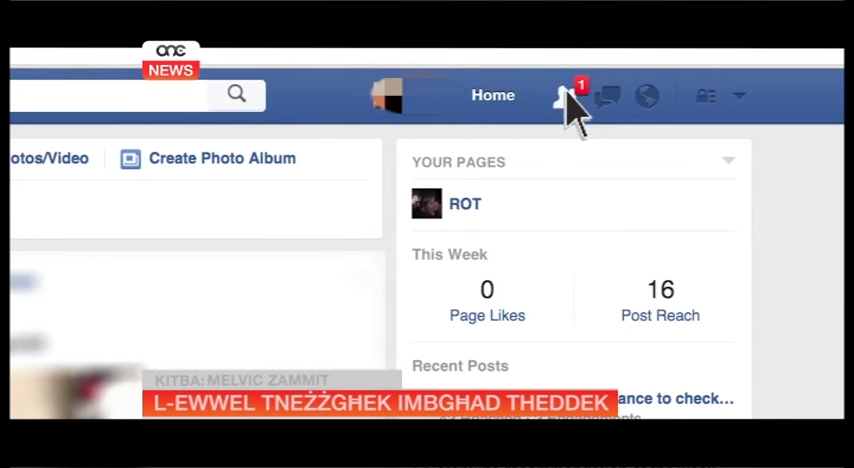 one
NEWS
1
Home
otos/Video
Create Photo Album
YOUR PAGES
ROT
This Week
0
16
Page Likes
Post Reach
Recent Posts
ance to check...
KITBA: MELVIC ZAMMIT
L-EWWEL TNEŻŻGĦEK IMBGĦAD THEDDEK